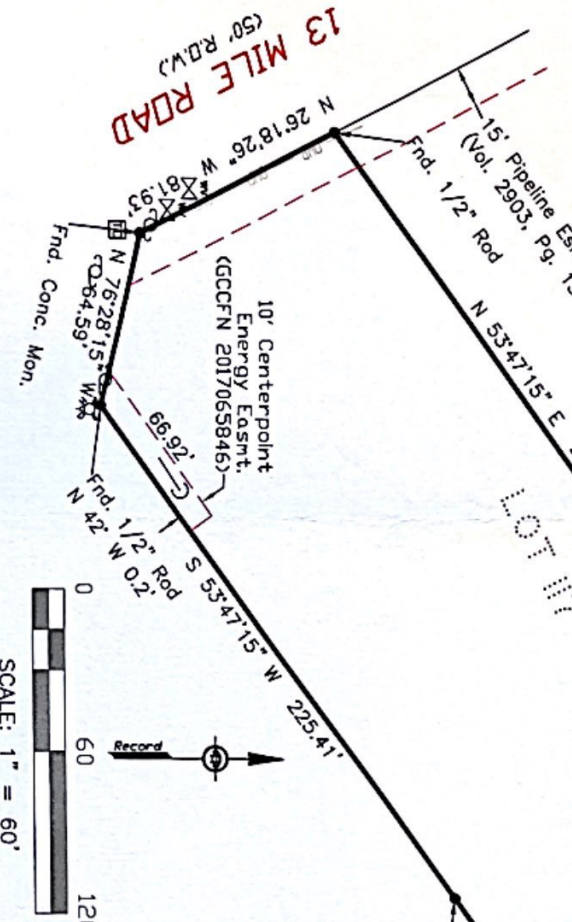 13 MILE ROAD
(50' R.O.W.)
15' Pipeline
(Vol. 2903, Pg.
Fnd. 1/2" Rod
N 26°18'26" W
81.93'
N 53°47'15" E
10' Centerpoint
Energy Easmt.
(GCCFN 2017065846)
N 76°28'15" W
64.59'
Fnd. Conc. Mon.
66.92'
Fnd. 1/2" Rod
N 42° W 0.2'
S 53°47'15" W 225.41'
LOT
Record
0 60
SCALE: 1" = 60'